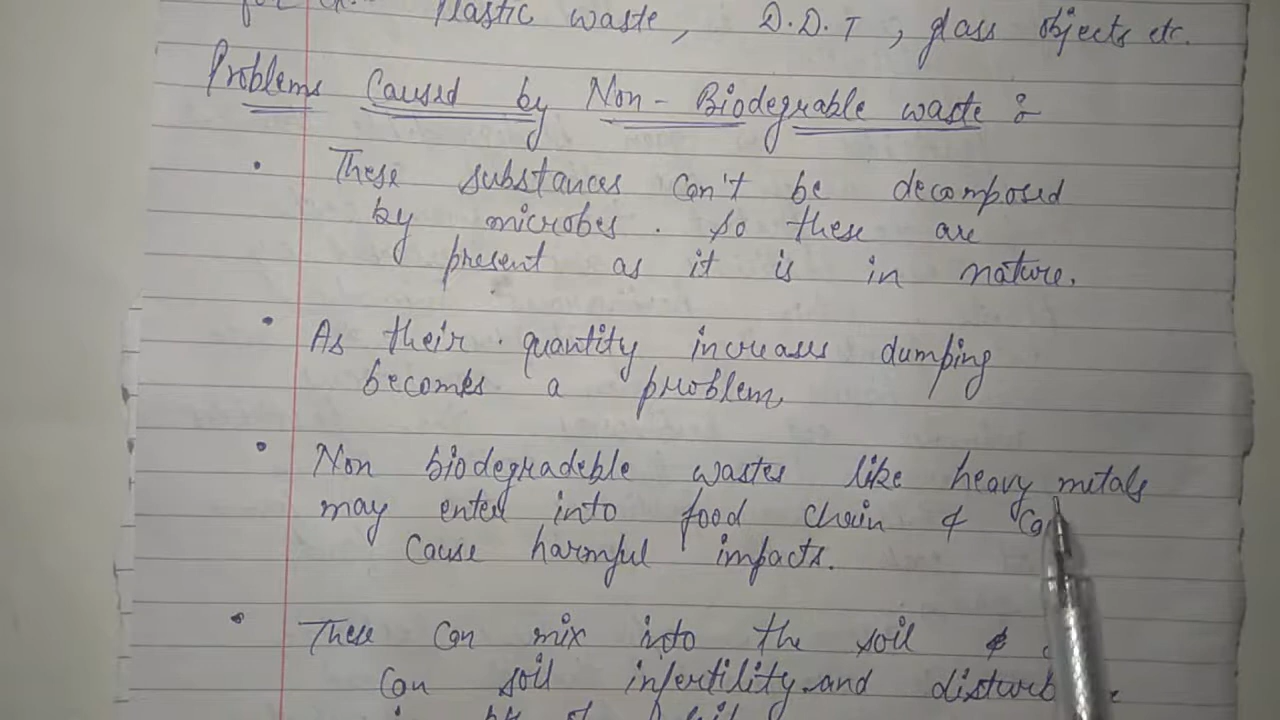 Plastic waste, D.D.T, glass objects etc.
Problems Caused by Non-Biodegrable waste :
• These substances can't be decomposed
by microbes. So these are
present as it is in nature.
• As their quantity increases dumping
becomes a problem.
• Non biodegradeble wastes like heavy metals
may enter into food chain &
cause harmful impacts.
• These can mix into the soil &
can soil infertility and disturb